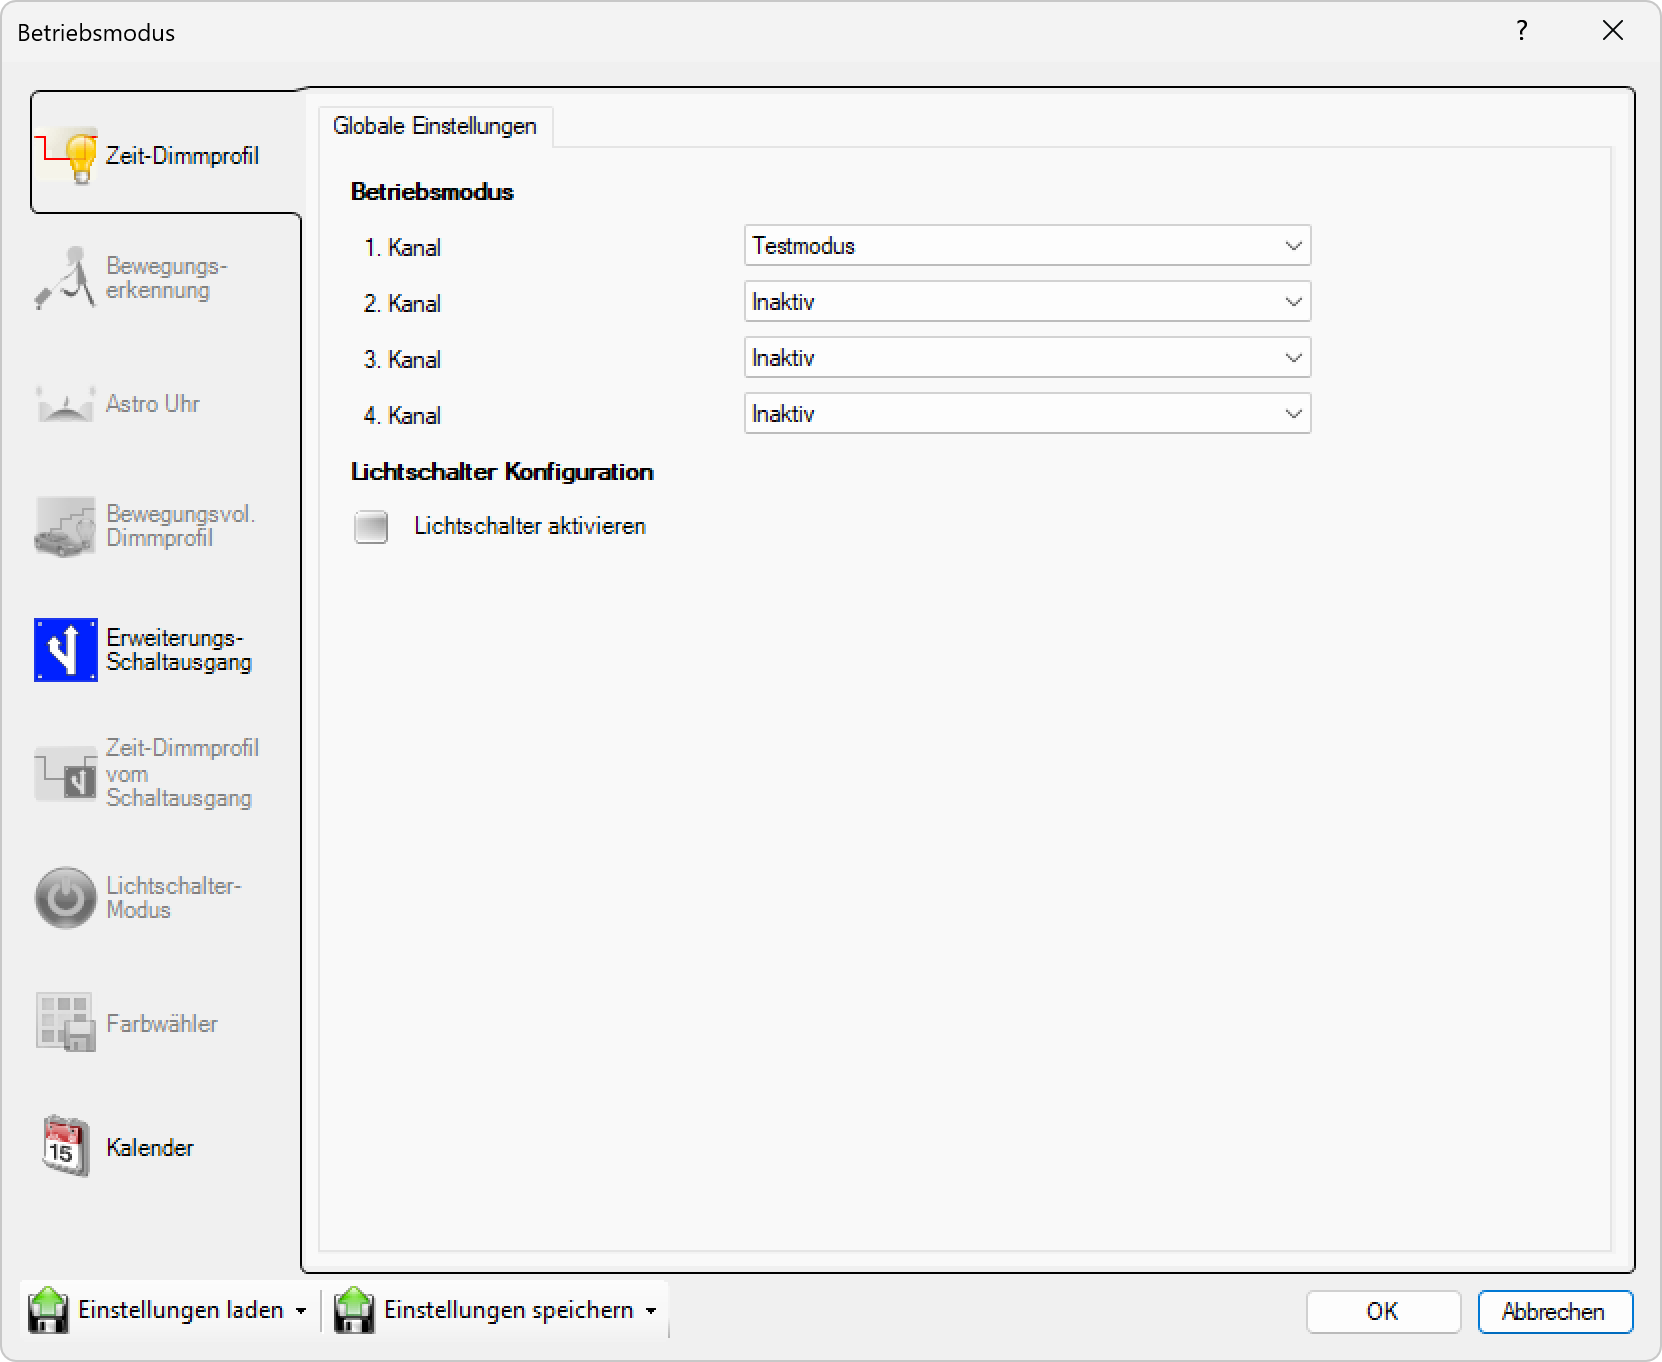 Betriebsmodus
?
Zeit-Dimmprofil
Bewegungs-
erkennung
Astro Uhr
Bewegungsvol.
Dimmprofil
Erweiterungs-
Schaltausgang
Zeit-Dimmprofil
vom
Schaltausgang
Lichtschalter-
Modus
Farbwähler
15
Kalender
Globale Einstellungen
Betriebsmodus
1. Kanal Testmodus
2. Kanal Inaktiv
3. Kanal Inaktiv
4. Kanal Inaktiv
Lichtschalter Konfiguration
Lichtschalter aktivieren
Einstellungen laden Einstellungen speichern OK Abbrechen